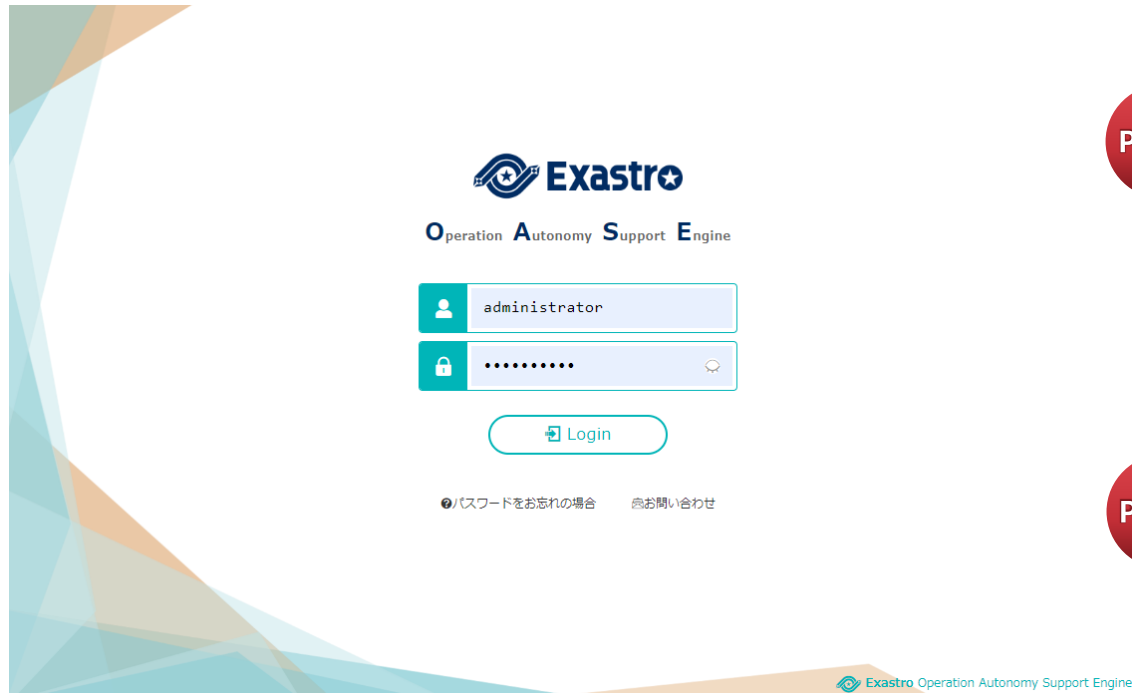 Exastro
Operation Autonomy Support Engine
administrator
••••••••••
Login
パスワードをお忘れの場合 お問い合わせ
P
P
Exastro Operation Autonomy Support Engine